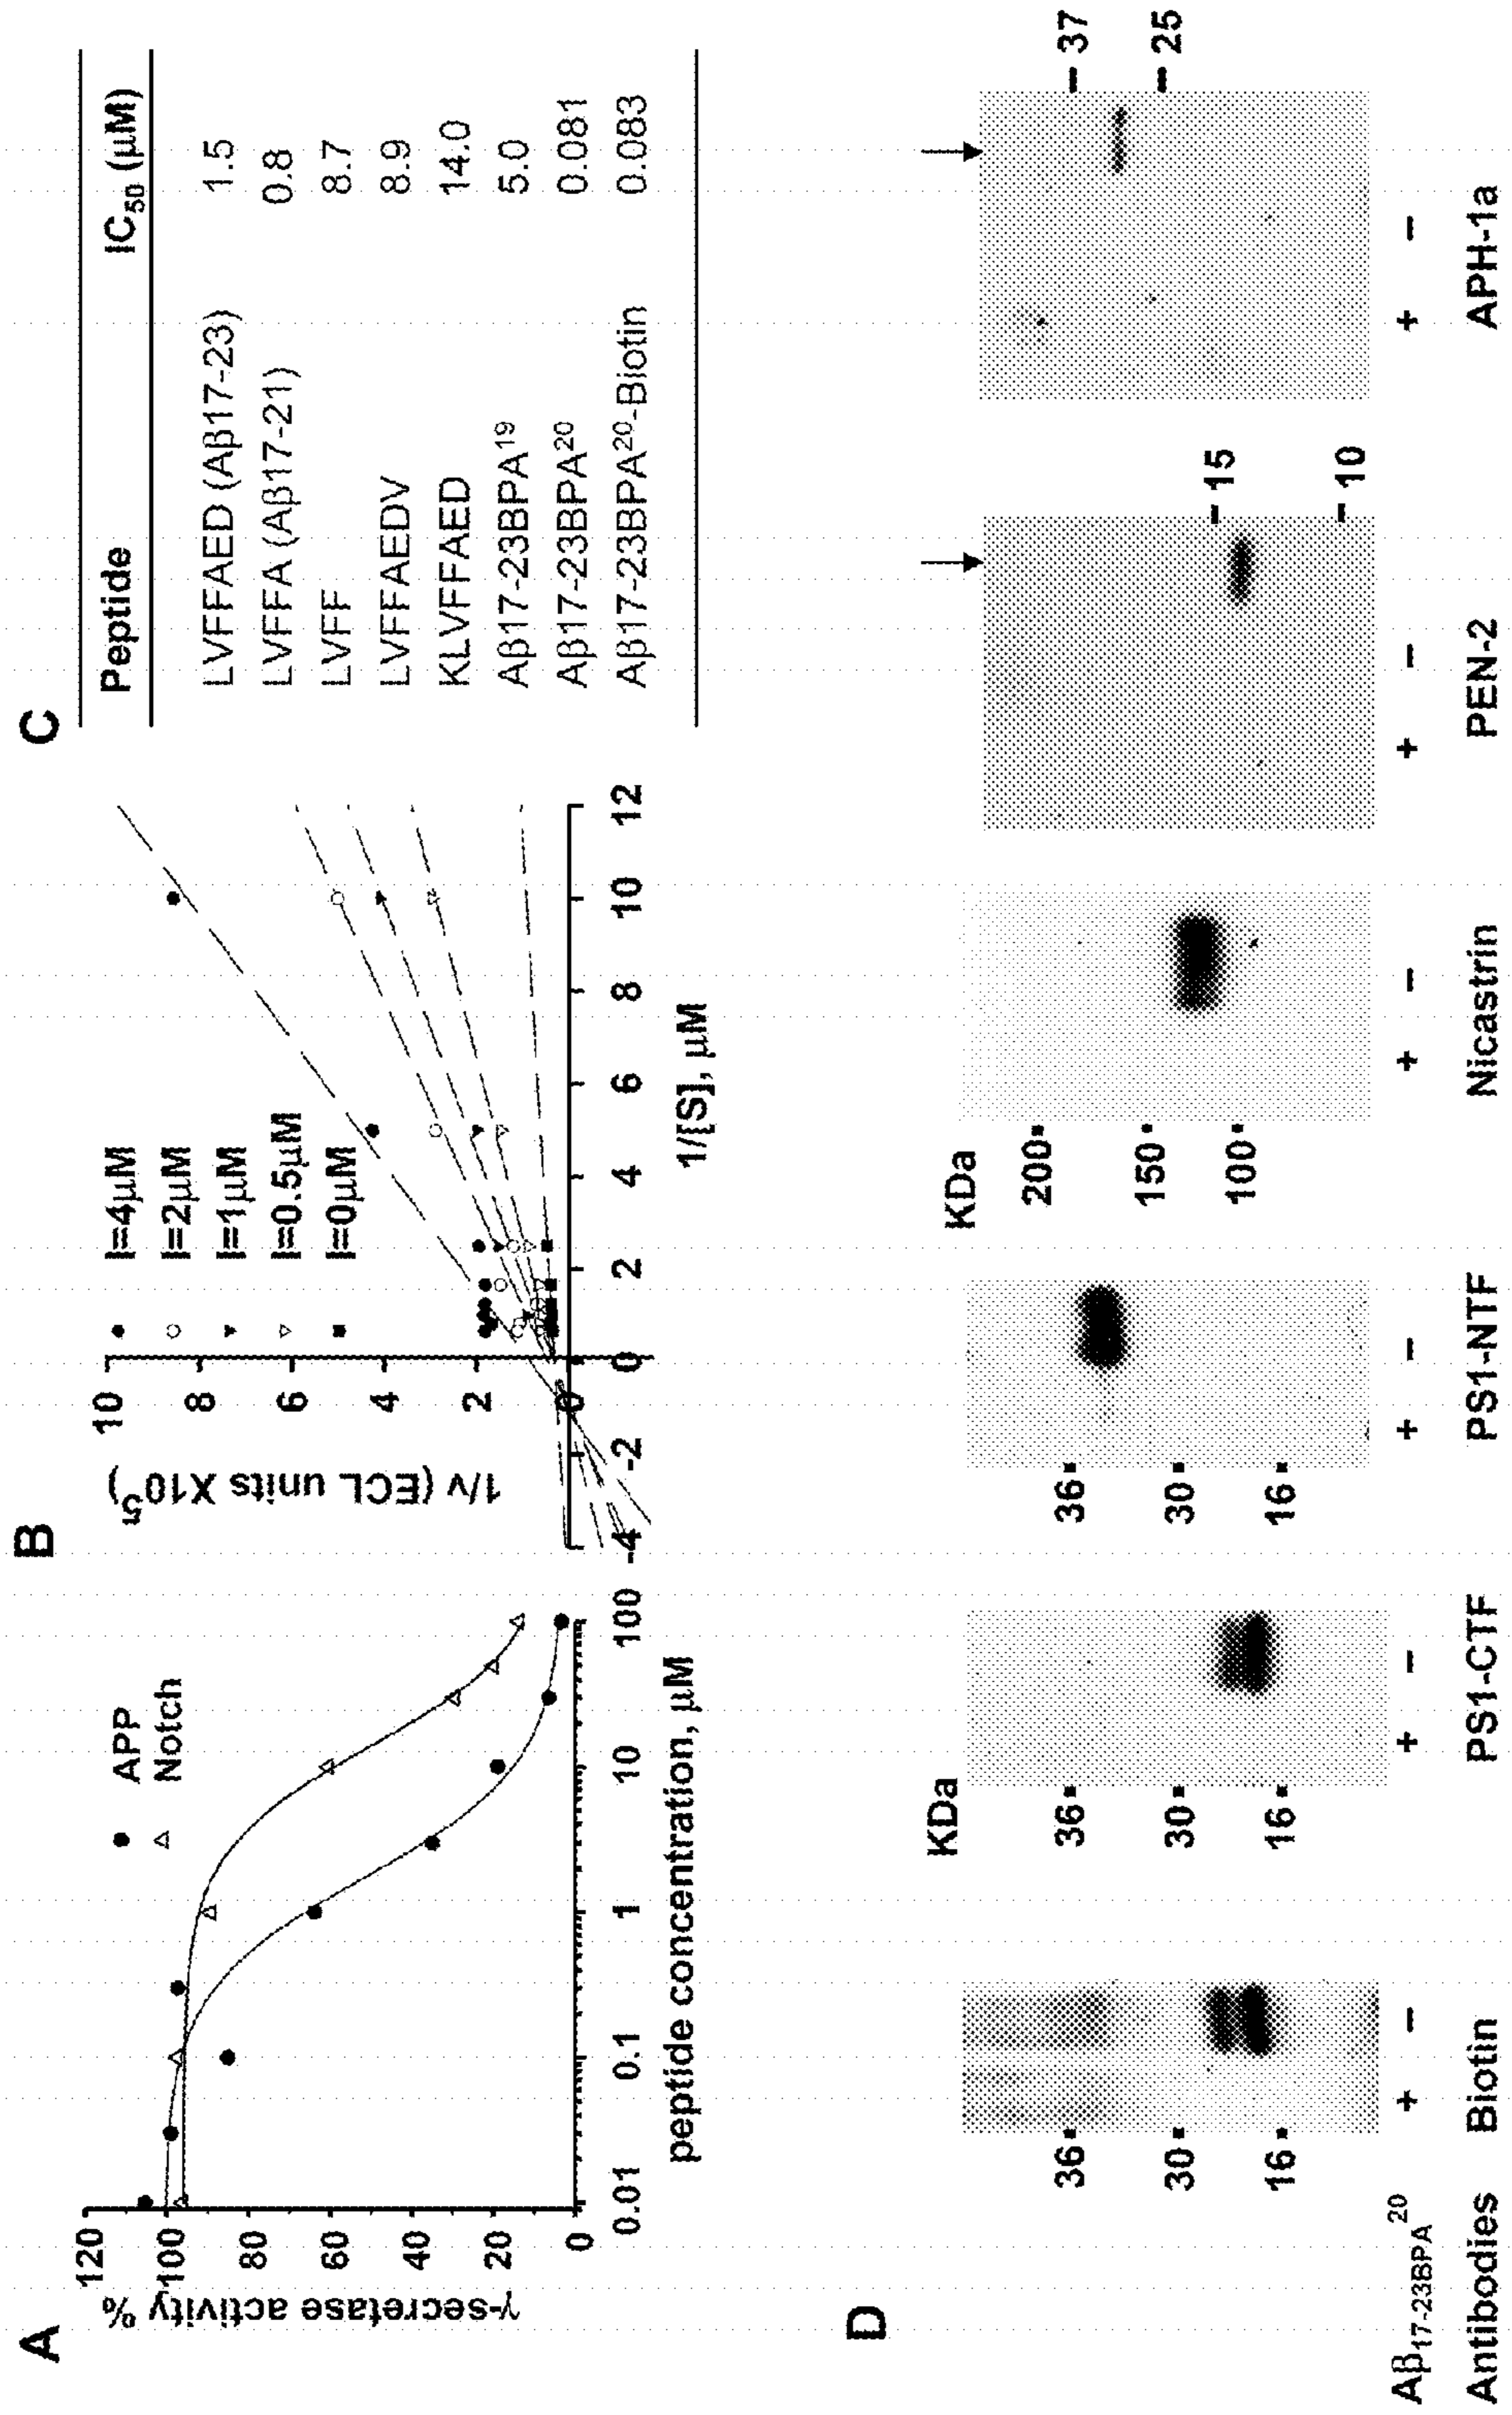 A
γ-secretase activity %
120
100
80
60
40
20
0
APP
Notch
0.01
0.1
1
10
100
peptide concentration, μM
B
1/v (ECL units X10⁵)
10
8
6
4
2
0
I=4μM
I=2μM
I=1μM
I=0.5μM
I=0μM
-4
-2
0
2
4
6
8
10
12
1/[S], μM
C
Peptide IC₅₀ (μM)
LVFFAED (Aβ17-23) 1.5
LVFFA (Aβ17-21) 0.8
LVFF 8.7
LVFFAEDV 8.9
KLVFFAED 14.0
Aβ17-23BPA¹⁹ 5.0
Aβ17-23BPA²⁰ 0.081
Aβ17-23BPA²⁰-Biotin 0.083
D
36
30
16
KDa
36
30
16
36
30
16
KDa
200
150
100
15
10
37
25
Aβ₁₇₋₂₃BPA²⁰ + − + − + − + − + − + −
Antibodies Biotin PS1-CTF PS1-NTF Nicastrin PEN-2 APH-1a